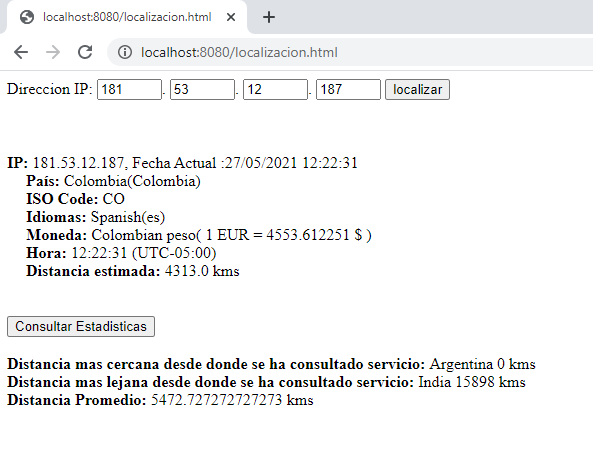 localhost:8080/localizacion.html
localhost:8080/localizacion.html
Direccion IP: 181 . 53 . 12 . 187 localizar
IP: 181.53.12.187, Fecha Actual :27/05/2021 12:22:31
País: Colombia(Colombia)
ISO Code: CO
Idiomas: Spanish(es)
Moneda: Colombian peso( 1 EUR = 4553.612251 $ )
Hora: 12:22:31 (UTC-05:00)
Distancia estimada: 4313.0 kms
Consultar Estadisticas
Distancia mas cercana desde donde se ha consultado servicio: Argentina 0 kms
Distancia mas lejana desde donde se ha consultado servicio: India 15898 kms
Distancia Promedio: 5472.727272727273 kms